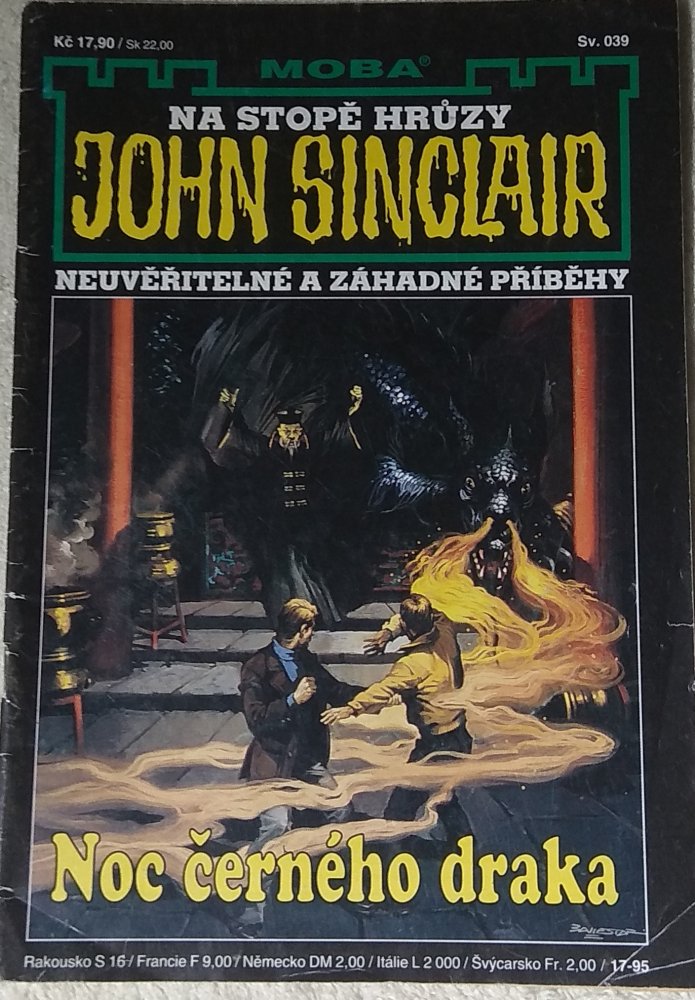 Kč 17,90 / Sk 22,00
Sv. 039
MOBA®
NA STOPĚ HRŮZY
JOHN SINCLAIR
NEUVĚŘITELNÉ A ZÁHADNÉ PŘÍBĚHY
Noc černého draka
Rakousko S 16 / Francie F 9,00 / Německo DM 2,00 / Itálie L 2 000 / Švýcarsko Fr. 2,00 / 17-95